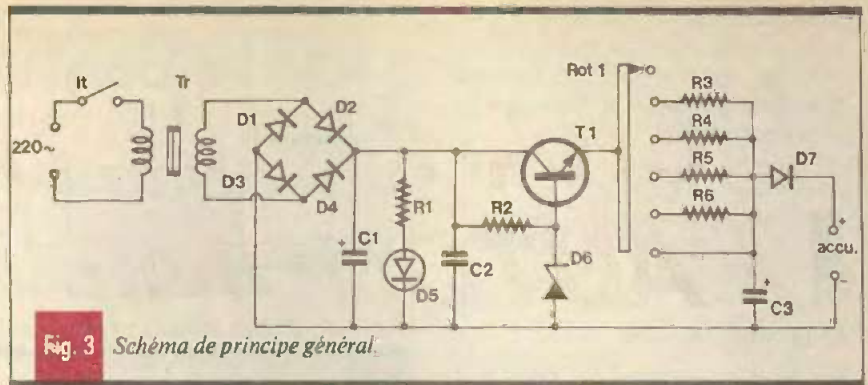 It
Tr
220~
D1
D2
D3
D4
C1
R1
D5
C2
R2
T1
D6
Rot 1
R3
R4
R5
R6
D7
+
accu.
-
C3
+
+
Fig. 3 Schéma de principe général.